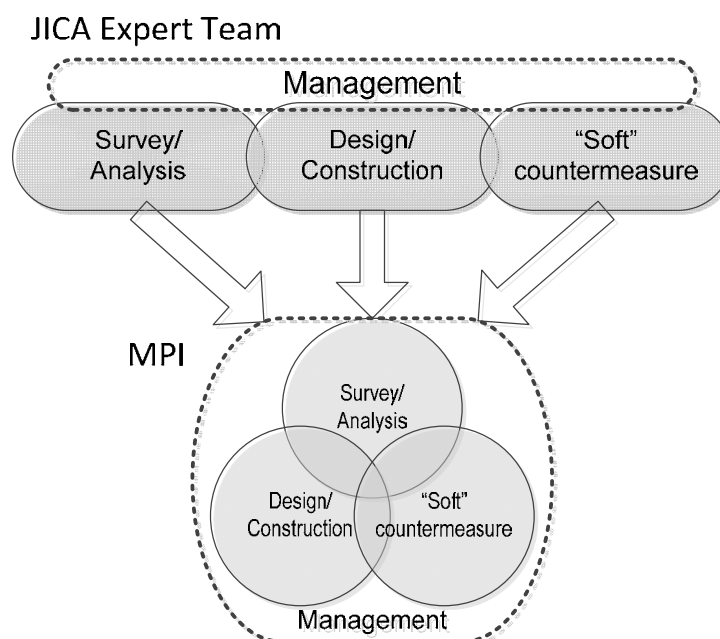 JICA Expert Team
Management
Survey/
Analysis
Design/
Construction
“Soft”
countermeasure
MPI
Survey/
Analysis
Design/
Construction
“Soft”
countermeasure
Management